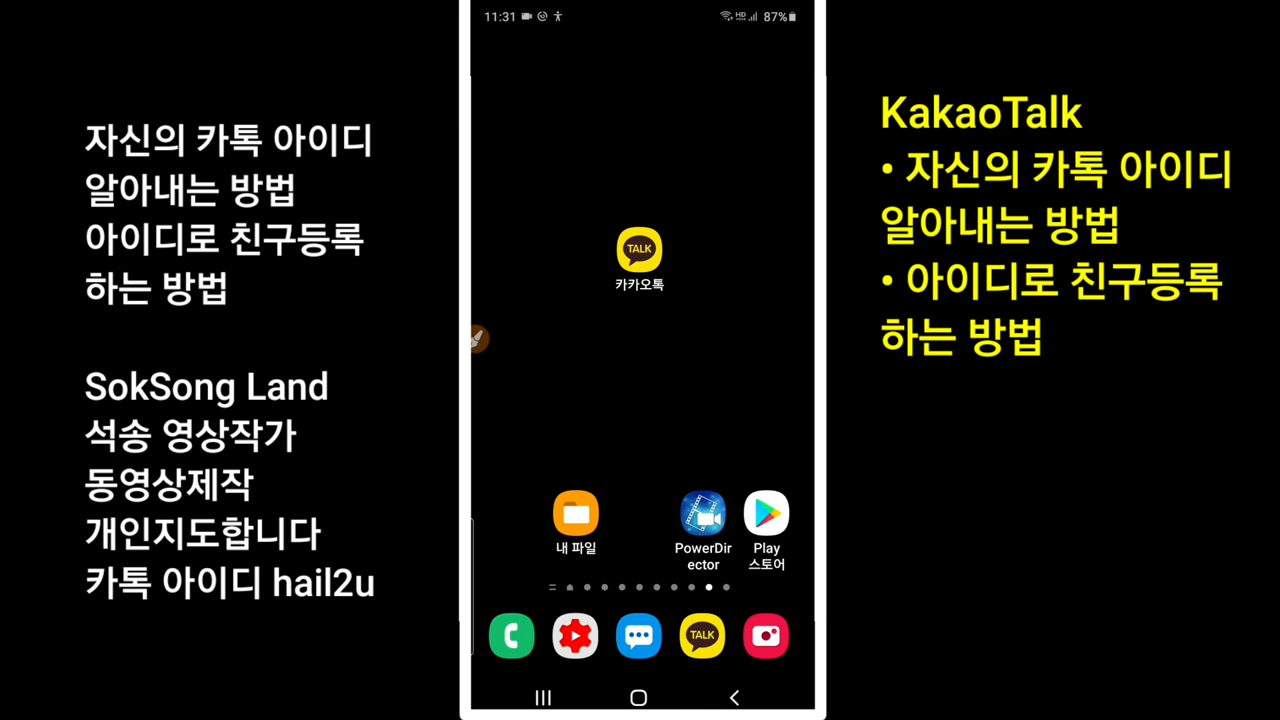 자신의 카톡 아이디
알아내는 방법
아이디로 친구등록
하는 방법
SokSong Land
석송 영상작가
동영상제작
개인지도합니다
카톡 아이디 hail2u
11:31
HD
87%
TALK
카카오톡
내 파일
PowerDir
ector
Play
스토어
TALK
KakaoTalk
• 자신의 카톡 아이디
알아내는 방법
• 아이디로 친구등록
하는 방법